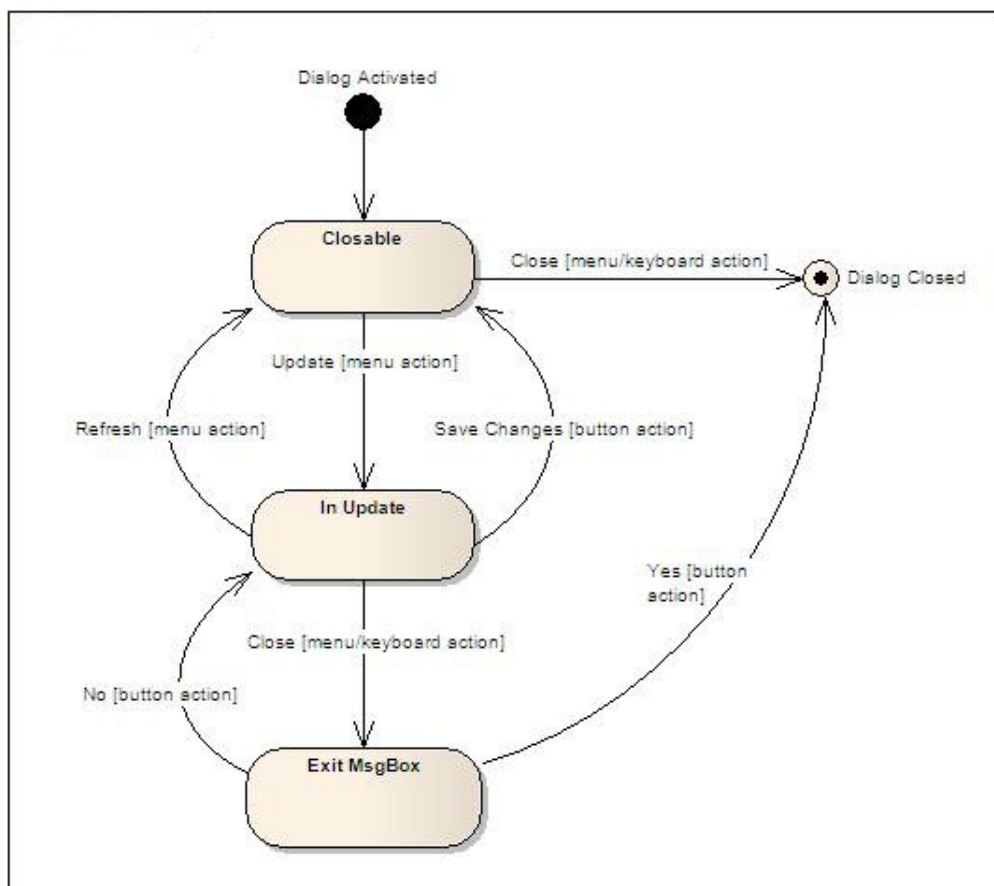 Dialog Activated
Closable
Close [menu/keyboard action]
Dialog Closed
Update [menu action]
Refresh [menu action]
Save Changes [button action]
In Update
Yes [button
action]
Close [menu/keyboard action]
No [button action]
Exit MsgBox